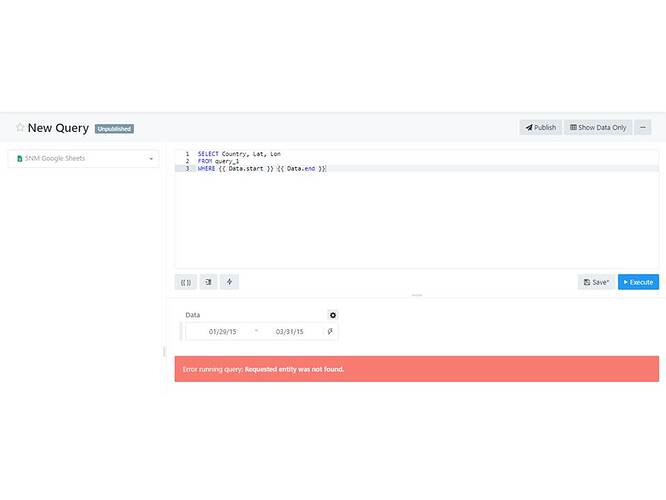 New Query Unpublished
Publish Show Data Only
SNM Google Sheets
1 SELECT Country, Lat, Lon
2 FROM query_1
3 WHERE {{ Data.start }} {{ Data.end }}
{{ }}
Save* Execute
Data
01/29/15 ~ 03/31/15
Error running query: Requested entity was not found.